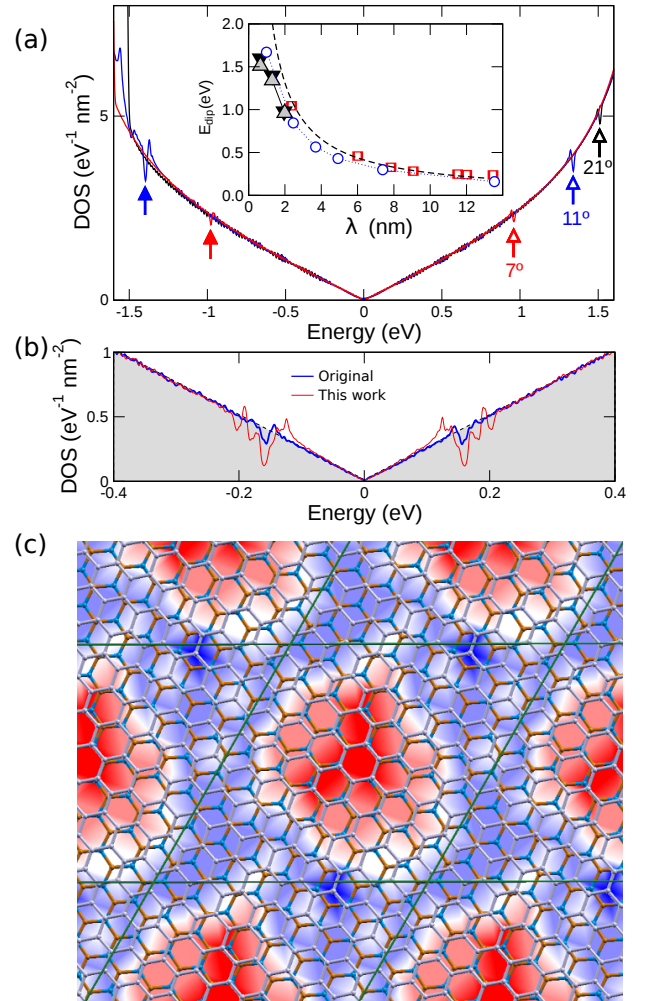 (a)
DOS (eV⁻¹ nm⁻²)
5
0
2.0
1.5
1.0
0.5
0.0
E_dip(eV)
0 2 4 6 8 10 12
λ (nm)
21º
11º
7º
-1.5 -1 -0.5 0 0.5 1 1.5
Energy (eV)
(b)
DOS (eV⁻¹ nm⁻²)
1
0.5
0
Original
This work
-0.4 -0.2 0 0.2 0.4
Energy (eV)
(c)